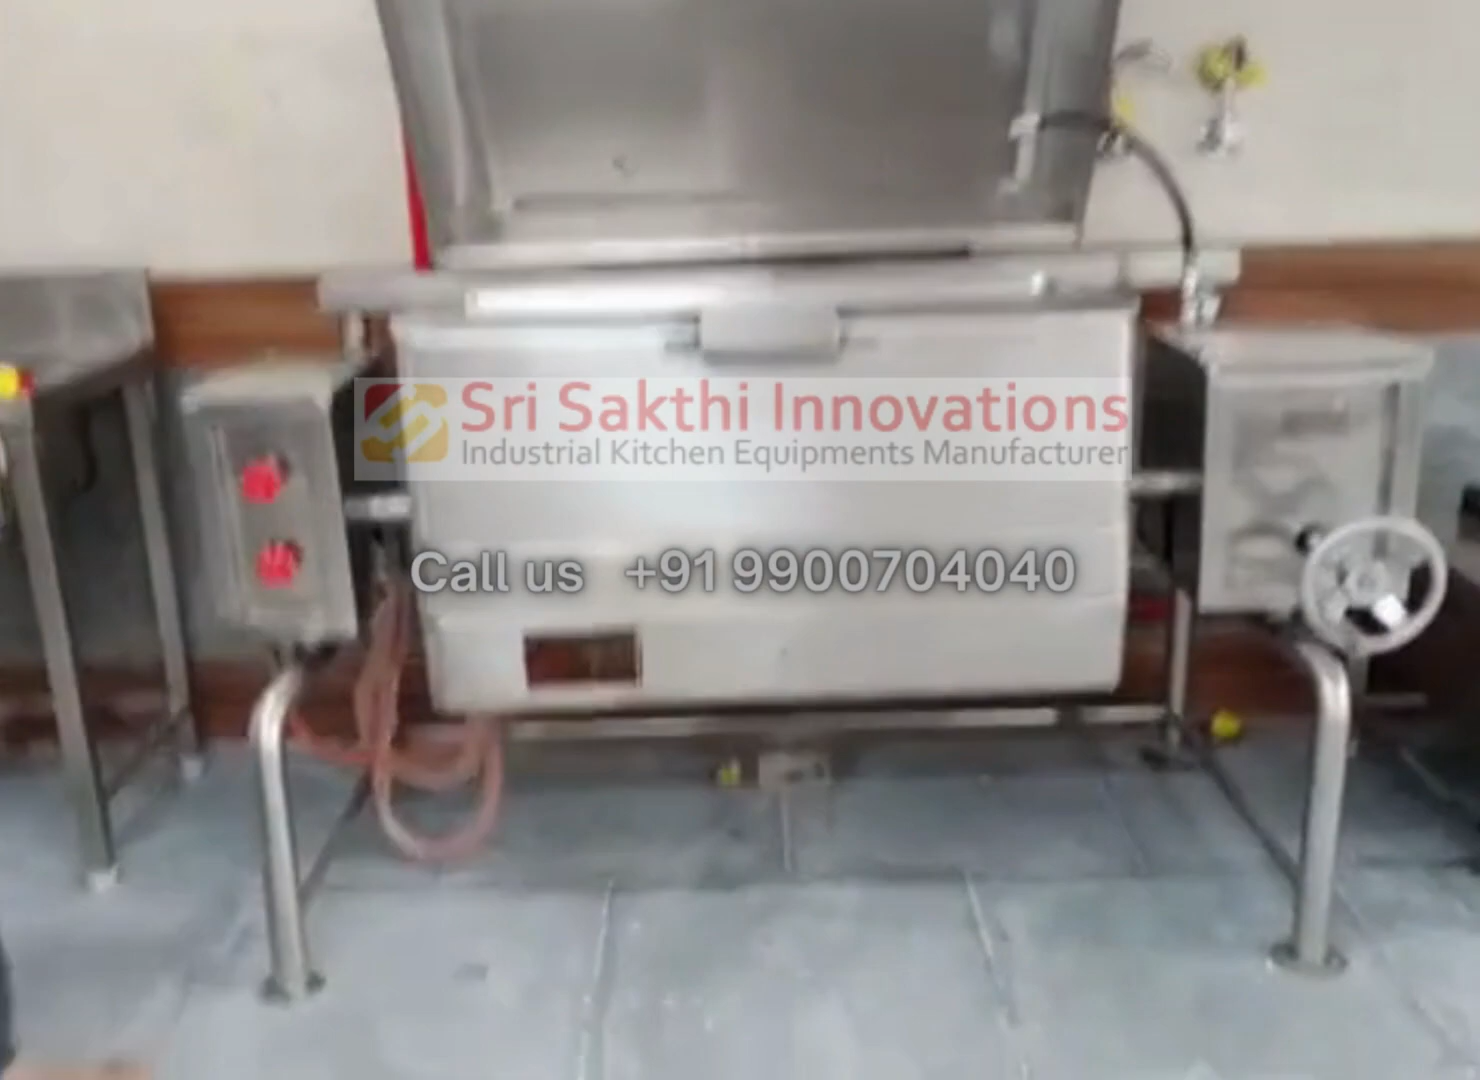 Sri Sakthi Innovations
Industrial Kitchen Equipments Manufacturer
Call us +91 9900704040